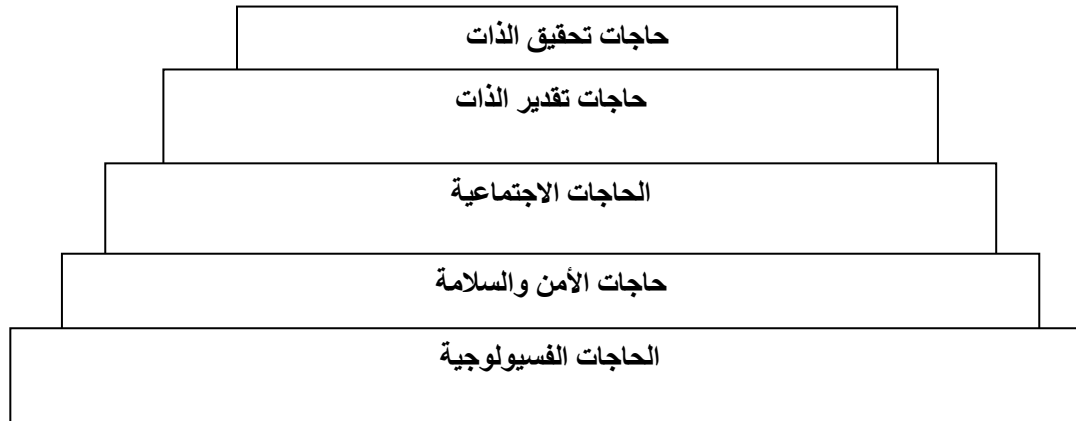 حاجات تحقيق الذات
حاجات تقدير الذات
الحاجات الاجتماعية
حاجات الأمن والسلامة
الحاجات الفسيولوجية